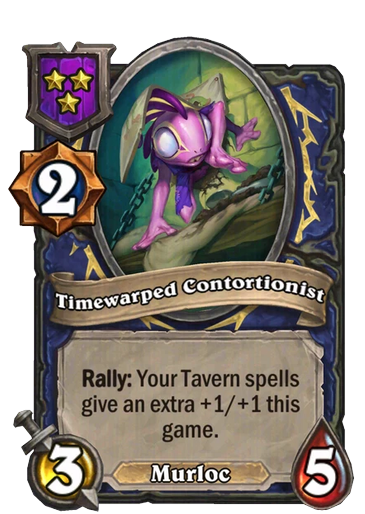 2
Timewarped Contortionist
Rally: Your Tavern spells
give an extra +1/+1 this
game.
3
Murloc
5